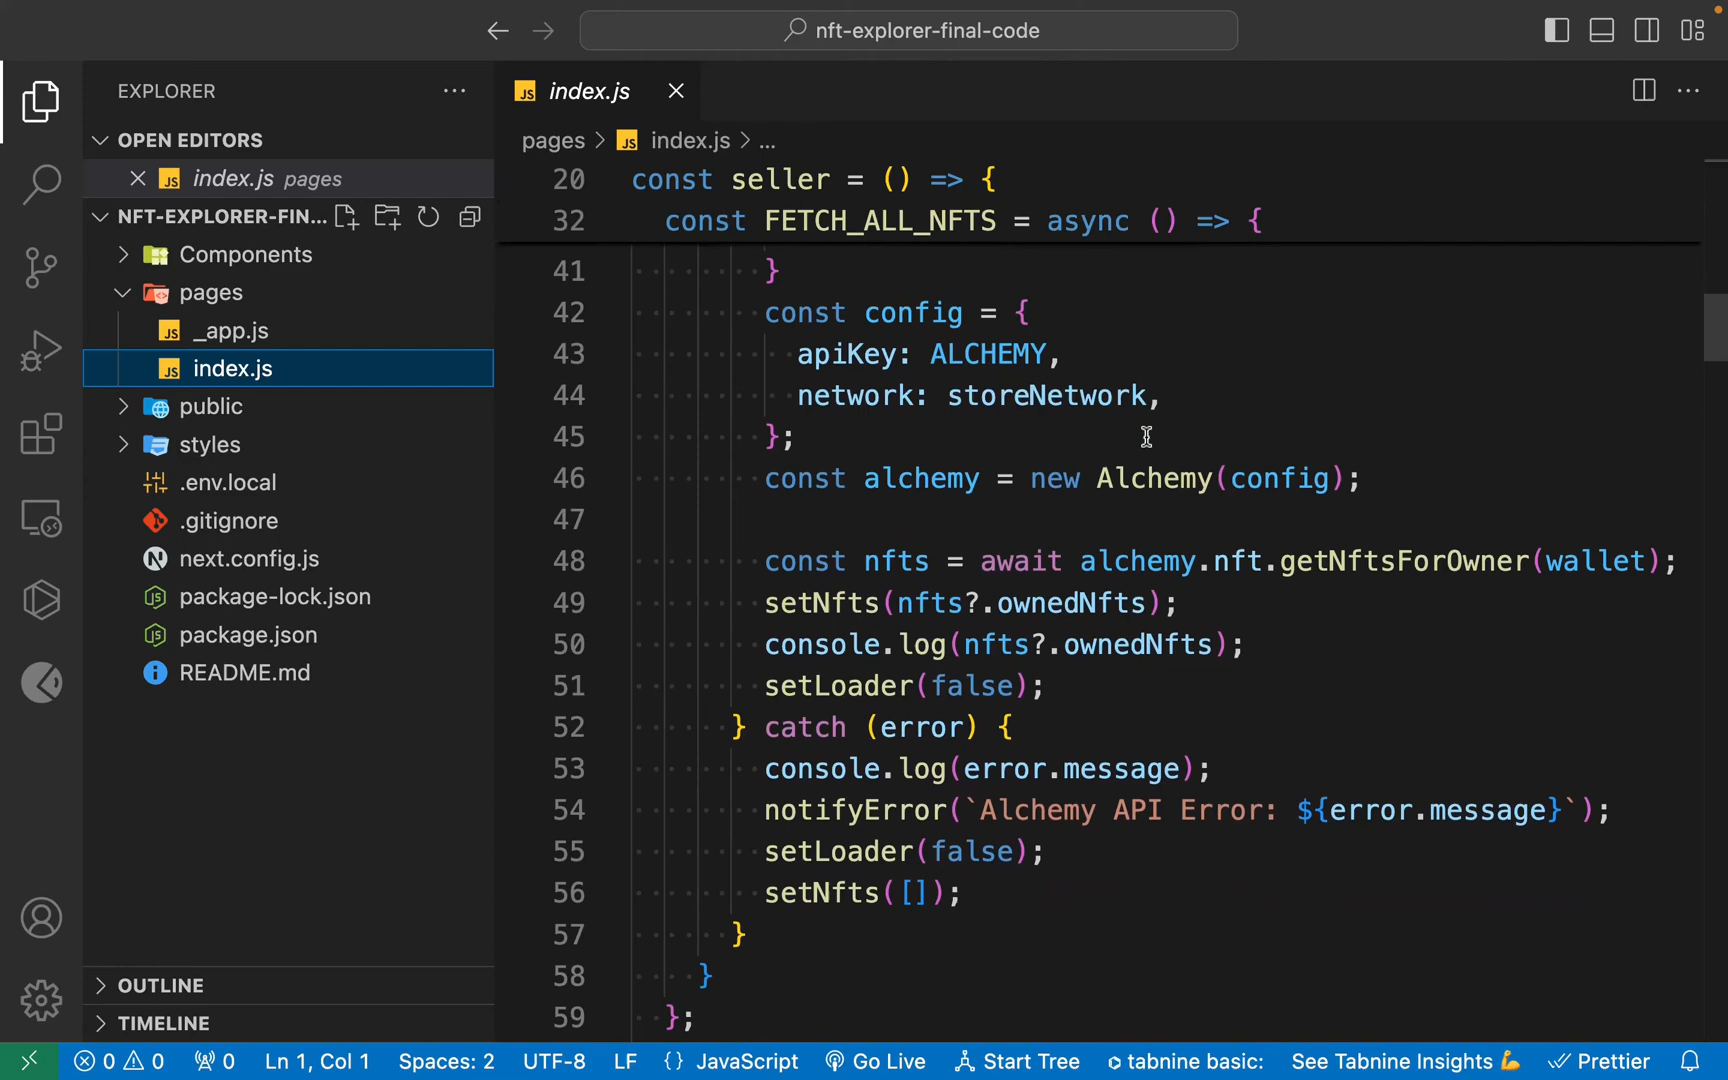 nft-explorer-final-code
EXPLORER
JS index.js
OPEN EDITORS
JS index.js pages
NFT-EXPLORER-FIN...
Components
pages
JS _app.js
JS index.js
public
styles
.env.local
.gitignore
N next.config.js
package-lock.json
package.json
README.md
OUTLINE
TIMELINE
pages > JS index.js > ...
20 const seller = () => {
32 const FETCH_ALL_NFTS = async () => {
41 }
42 const config = {
43 apiKey: ALCHEMY,
44 network: storeNetwork,
45 };
46 const alchemy = new Alchemy(config);
47
48 const nfts = await alchemy.nft.getNftsForOwner(wallet);
49 setNfts(nfts?.ownedNfts);
50 console.log(nfts?.ownedNfts);
51 setLoader(false);
52 } catch (error) {
53 console.log(error.message);
54 notifyError(`Alchemy API Error: ${error.message}`);
55 setLoader(false);
56 setNfts([]);
57 }
58 }
59 };
0 0 0 Ln 1, Col 1 Spaces: 2 UTF-8 LF {} JavaScript Go Live Start Tree tabnine basic: See Tabnine Insights 💪 Prettier